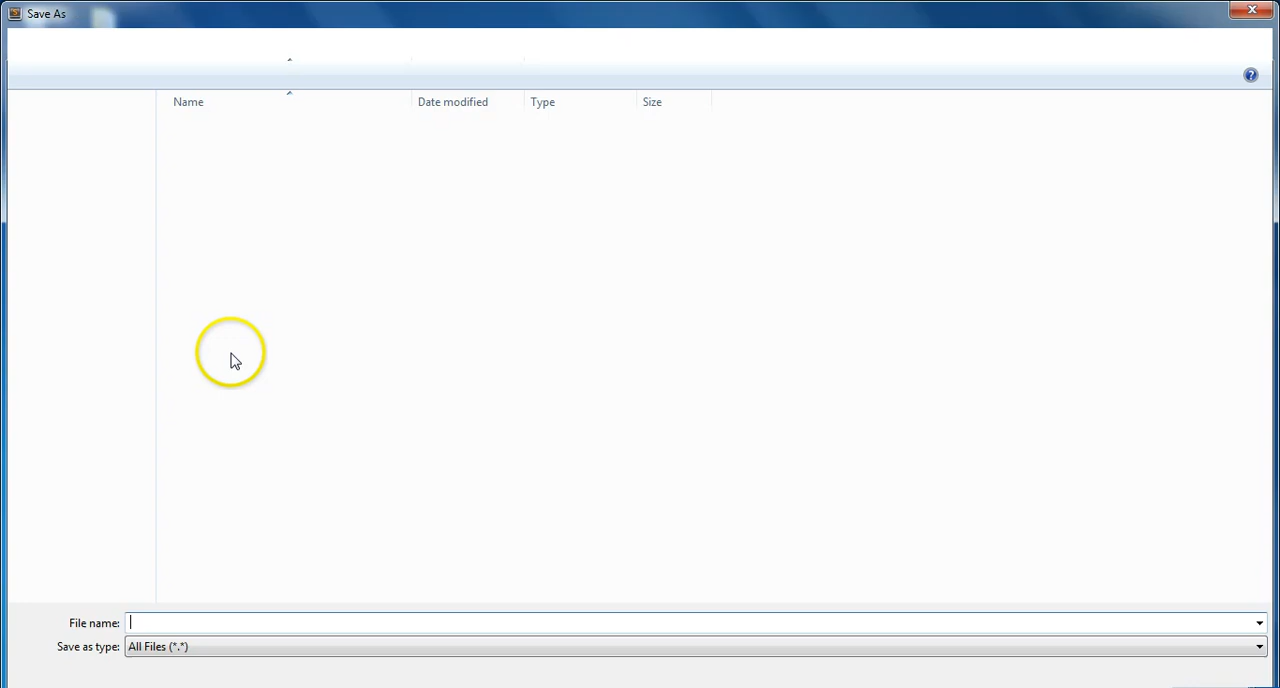 Save As
Name Date modified Type Size
File name:
Save as type: All Files (*.*)